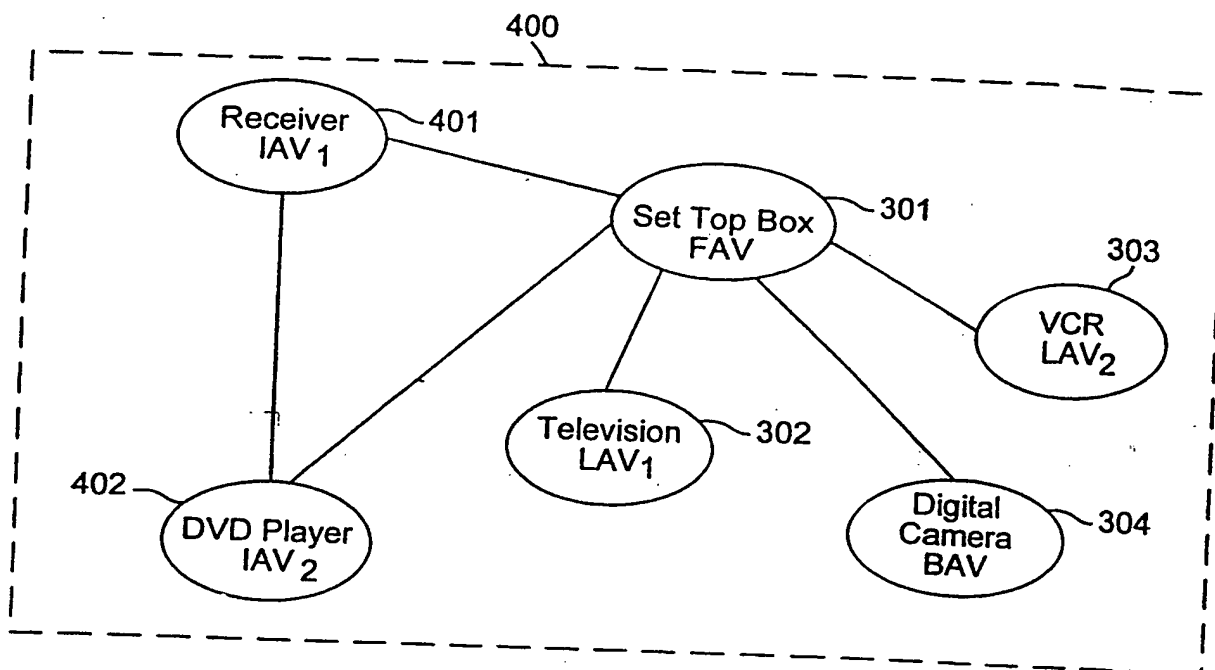 400
Receiver
IAV1
401
Set Top Box
FAV
301
303
VCR
LAV2
Television
LAV1
302
402
DVD Player
IAV2
Digital
Camera
BAV
304